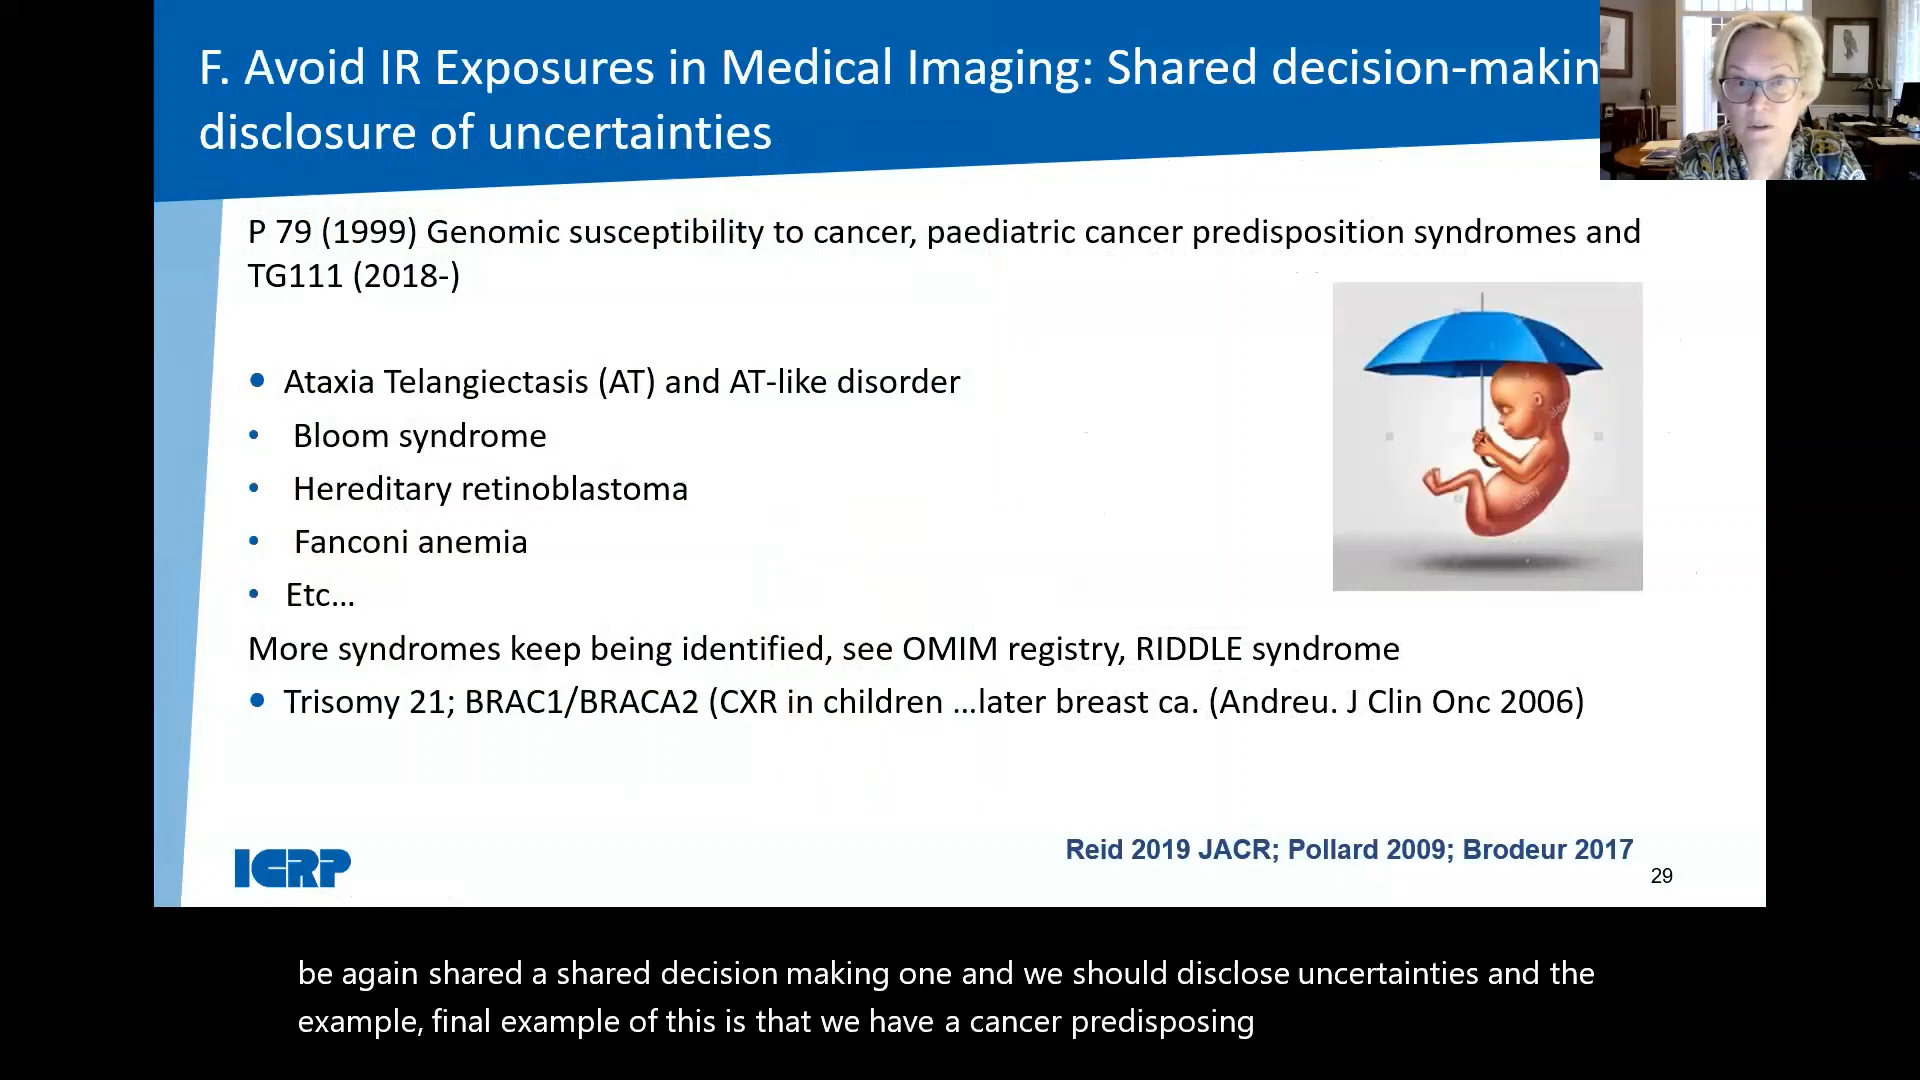 F. Avoid IR Exposures in Medical Imaging: Shared decision-makin
disclosure of uncertainties
P 79 (1999) Genomic susceptibility to cancer, paediatric cancer predisposition syndromes and
TG111 (2018-)
• Ataxia Telangiectasis (AT) and AT-like disorder
• Bloom syndrome
• Hereditary retinoblastoma
• Fanconi anemia
• Etc…
More syndromes keep being identified, see OMIM registry, RIDDLE syndrome
• Trisomy 21; BRAC1/BRACA2 (CXR in children …later breast ca. (Andreu. J Clin Onc 2006)
Reid 2019 JACR; Pollard 2009; Brodeur 2017
ICRP
29
be again shared a shared decision making one and we should disclose uncertainties and the
example, final example of this is that we have a cancer predisposing